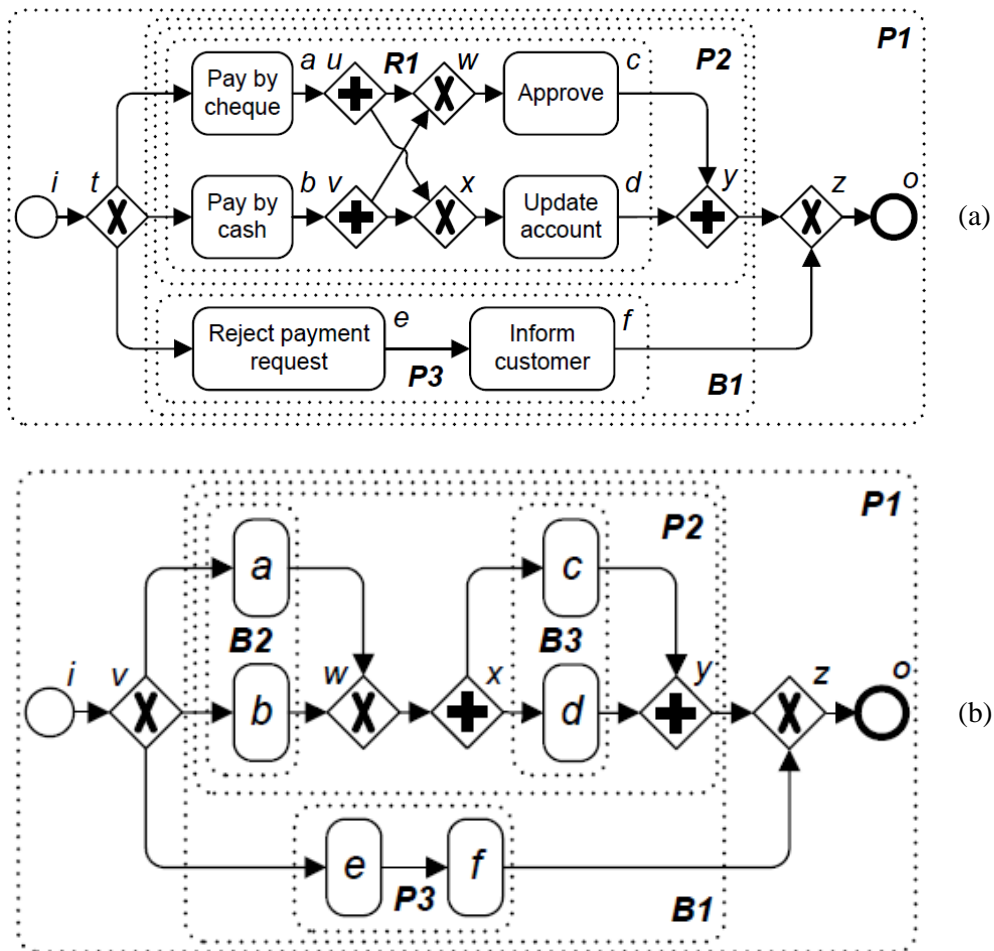 P1
a u R1 w c P2
Pay by cheque
Approve
i t
b v x d y z o
Pay by cash
Update account
(a)
Reject payment request
e
Inform customer
f
P3
B1
P1
a c P2
B2 B3
i v w x y z o
b d
(b)
e f
P3
B1